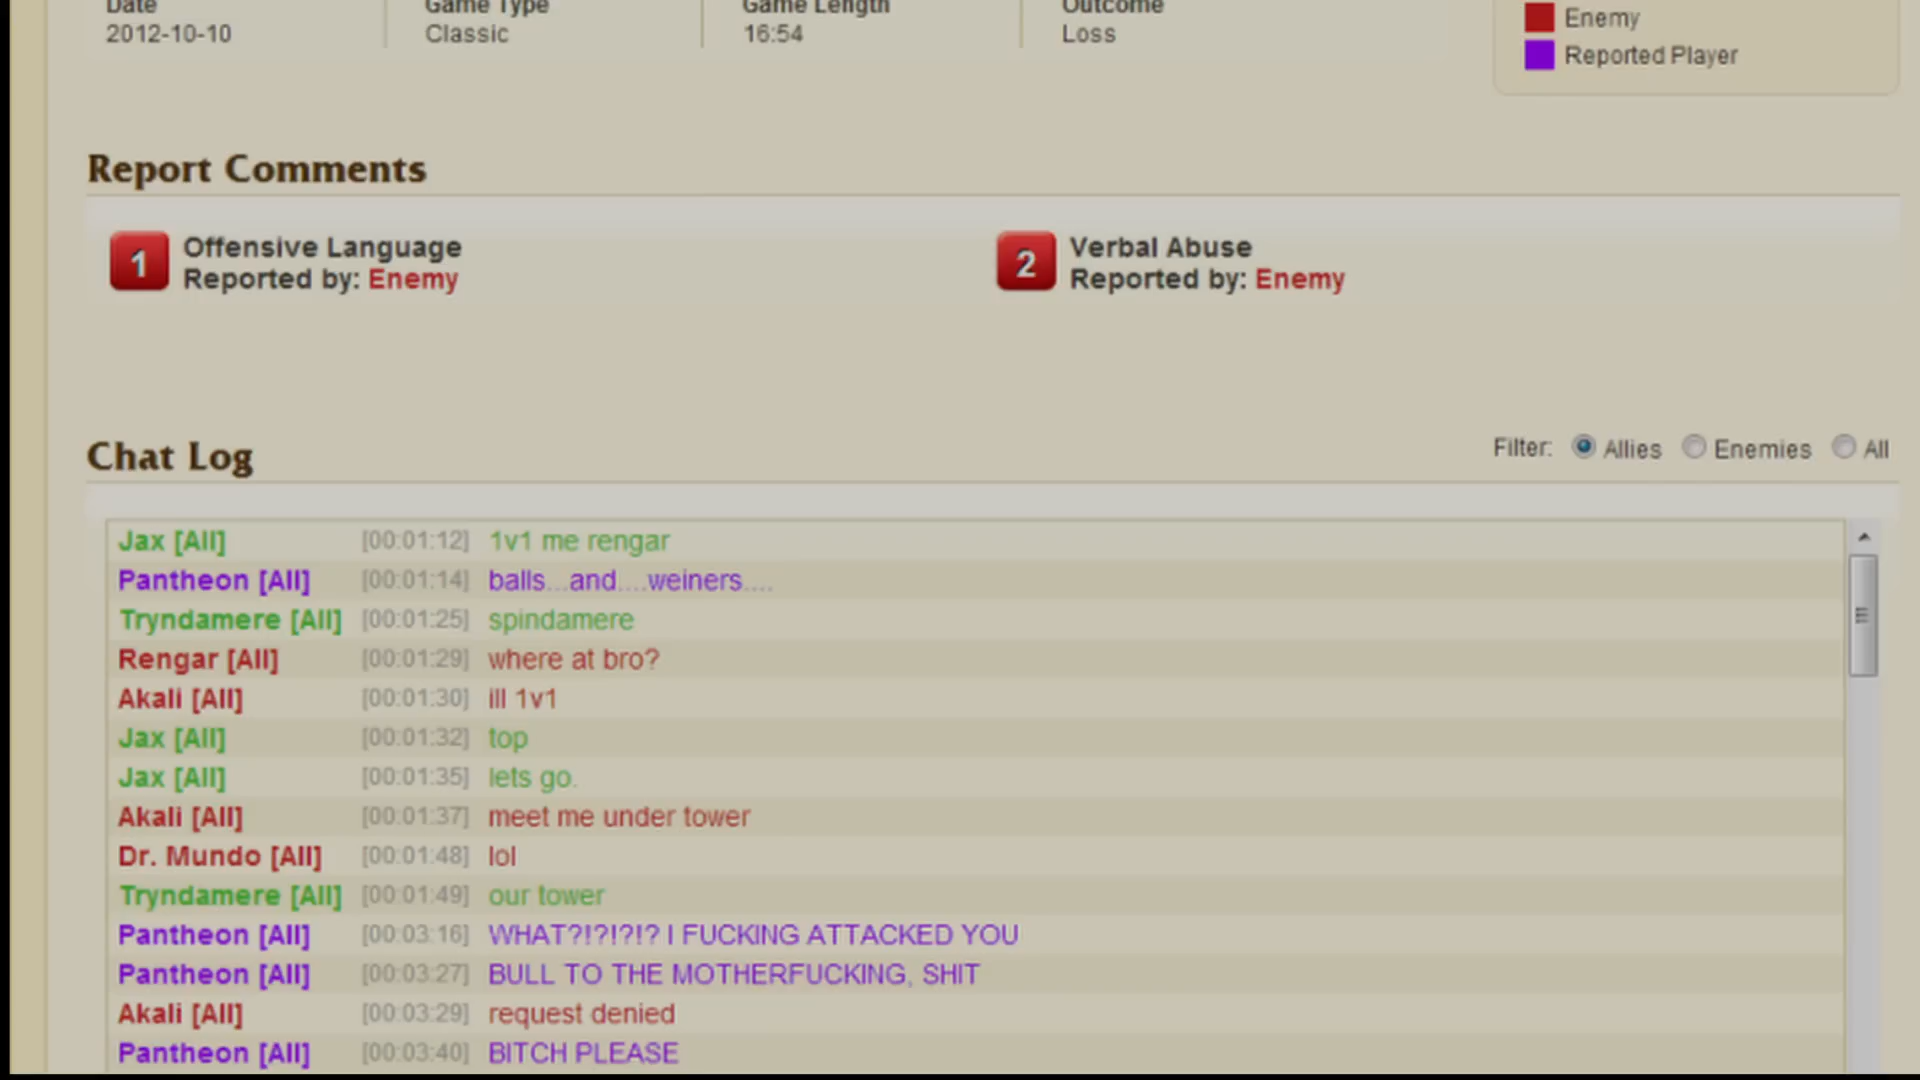 Date Game Type Game Length Outcome
2012-10-10 Classic 16:54 Loss
Enemy
Reported Player
Report Comments
1 Offensive Language
Reported by: Enemy
2 Verbal Abuse
Reported by: Enemy
Chat Log
Filter: Allies Enemies All
Jax [All] [00:01:12] 1v1 me rengar
Pantheon [All] [00:01:14] balls...and....weiners....
Tryndamere [All] [00:01:25] spindamere
Rengar [All] [00:01:29] where at bro?
Akali [All] [00:01:30] ill 1v1
Jax [All] [00:01:32] top
Jax [All] [00:01:35] lets go.
Akali [All] [00:01:37] meet me under tower
Dr. Mundo [All] [00:01:48] lol
Tryndamere [All] [00:01:49] our tower
Pantheon [All] [00:03:16] WHAT?!?!?!? I FUCKING ATTACKED YOU
Pantheon [All] [00:03:27] BULL TO THE MOTHERFUCKING, SHIT
Akali [All] [00:03:29] request denied
Pantheon [All] [00:03:40] BITCH PLEASE